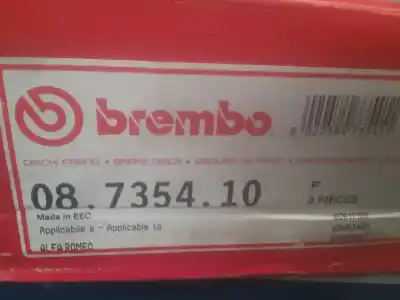 brembo
DISCHI FRENO • BRAKE DISCS •
08.7354.10
F
2 PIECES
Made in EEC
Applicabile a - Applicable to
ALFA ROMEO